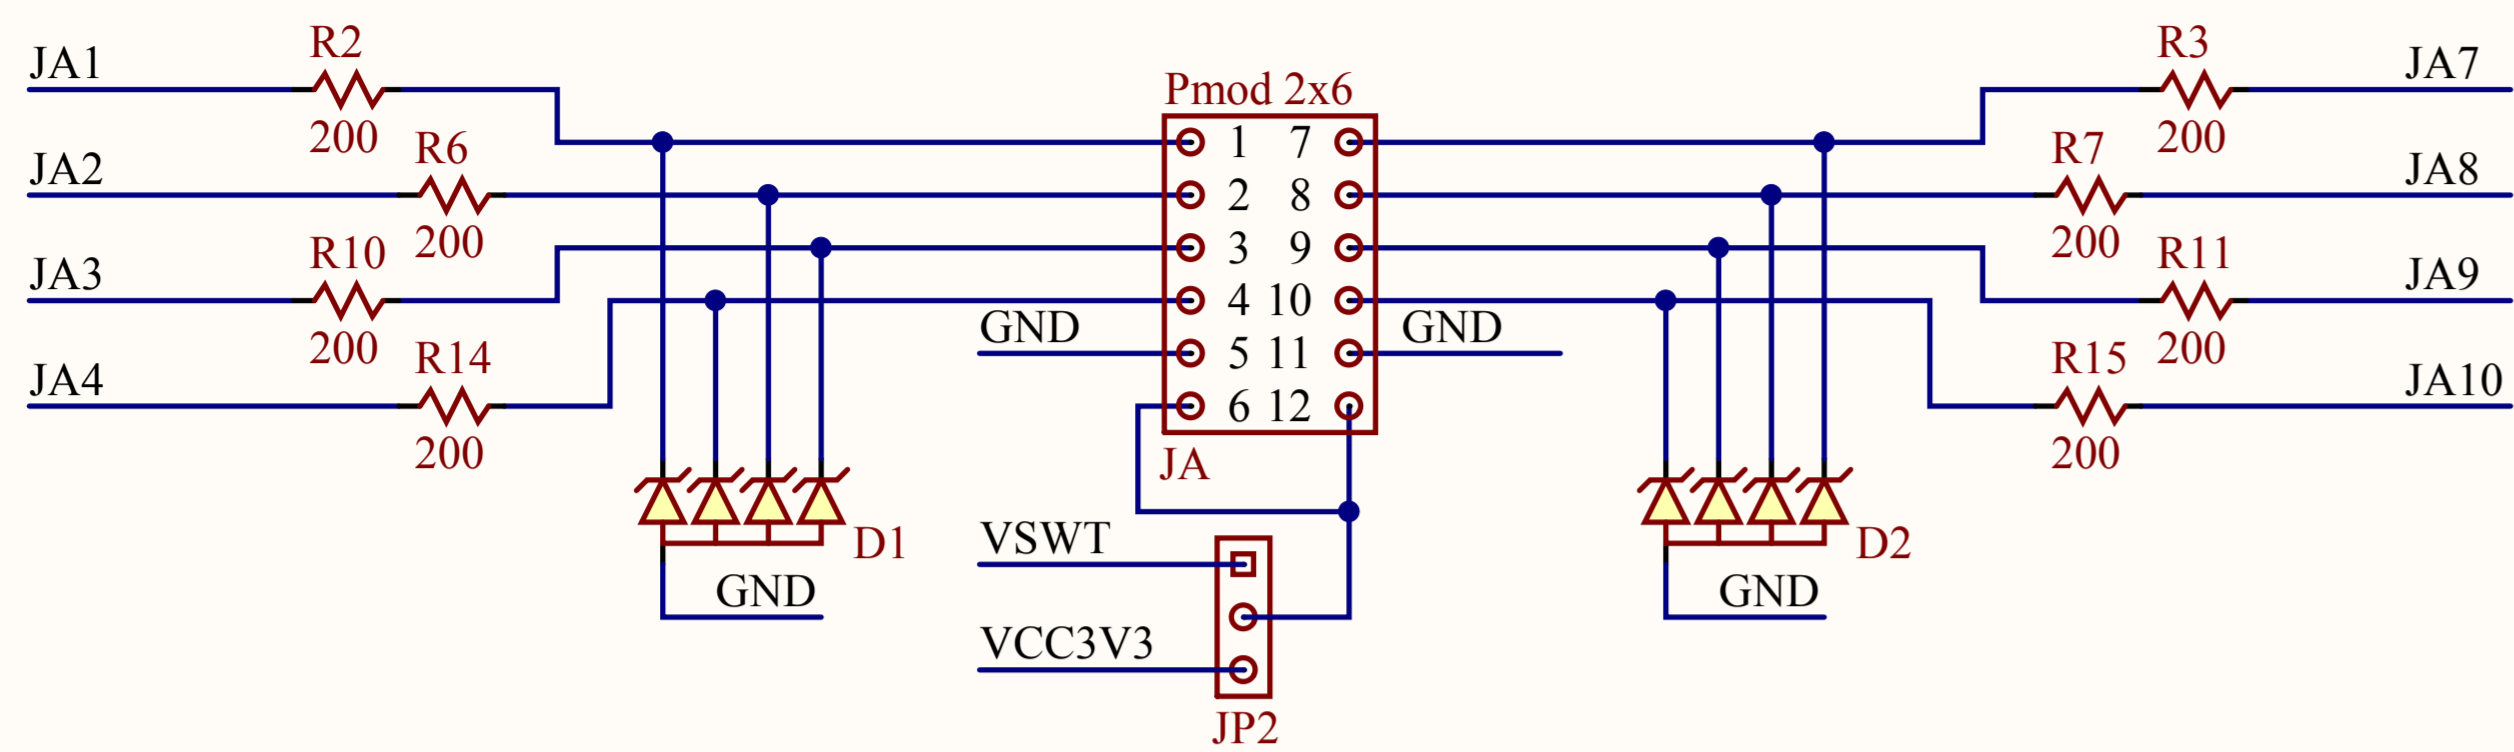 R2
R3
JA1
JA7
Pmod 2x6
200
200
1 7
R6
R7
JA2
JA8
2 8
200
200
R10
R11
3 9
JA3
JA9
4 10
GND
GND
200
200
5 11
R14
R15
JA4
JA10
6 12
200
200
JA
VSWT
D1
D2
GND
GND
VCC3V3
JP2